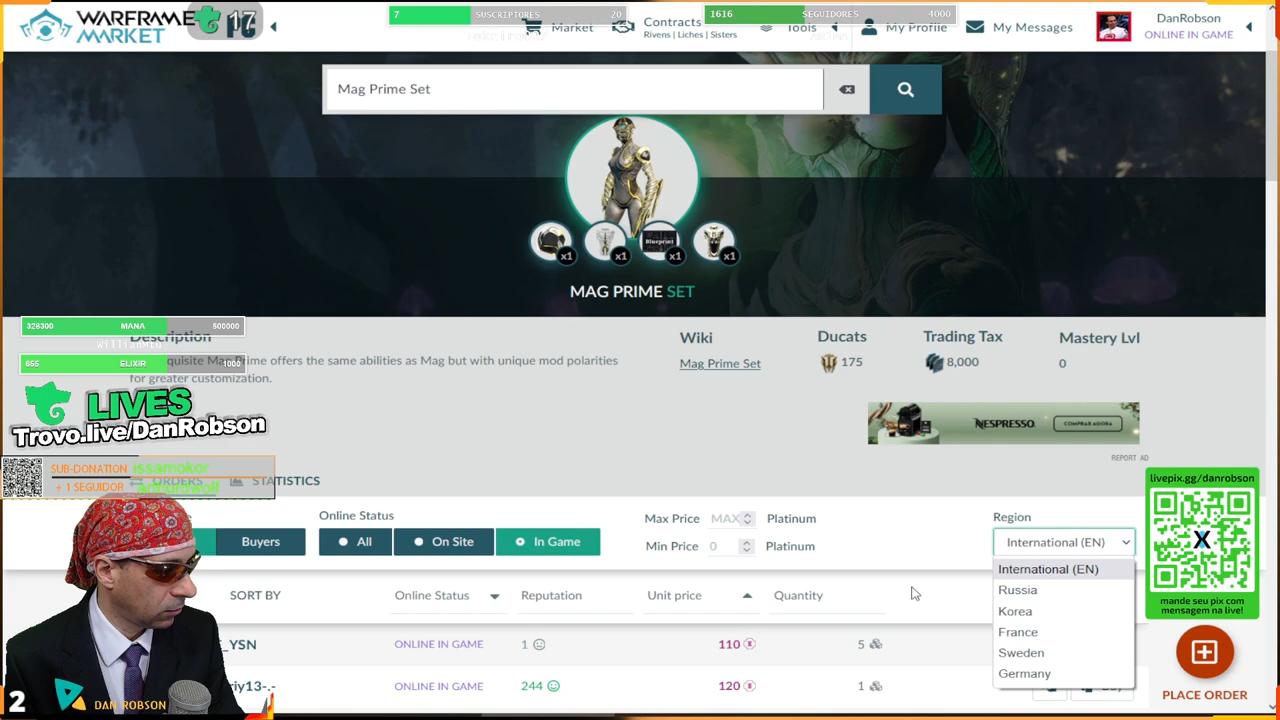 WARFRAME
MARKET
17
7 SUSCRIPTORES 20
1616 SEGUIDORES 4000
Market
Contracts
Rivens | Liches | Sisters
Tools
My Profile
My Messages
DanRobson
ONLINE IN GAME
Mag Prime Set
x1
x1
Blueprint
x1
x1
MAG PRIME SET
328300 MANA 500000
655 ELIXIR 1000
Description
Mag Prime offers the same abilities as Mag but with unique mod polarities
for greater customization.
Wiki
Mag Prime Set
Ducats
175
Trading Tax
8,000
Mastery Lvl
0
LIVES
Trovo.live/DanRobson
NESPRESSO
COMPRAR AGORA
REPORT AD
SUB-DONATION issamokor
+ 1 SEGUIDOR
ORDERS
STATISTICS
livepix.gg/danrobson
mande seu pix com
mensagem na live!
Buyers
Online Status
All
On Site
In Game
Max Price MAX Platinum
Min Price 0 Platinum
Region
International (EN)
International (EN)
Russia
Korea
France
Sweden
Germany
SORT BY
Online Status
Reputation
Unit price
Quantity
_YSN
ONLINE IN GAME
1
110
5
riy13-.-
ONLINE IN GAME
244
120
1
PLACE ORDER
2
DAN ROBSON